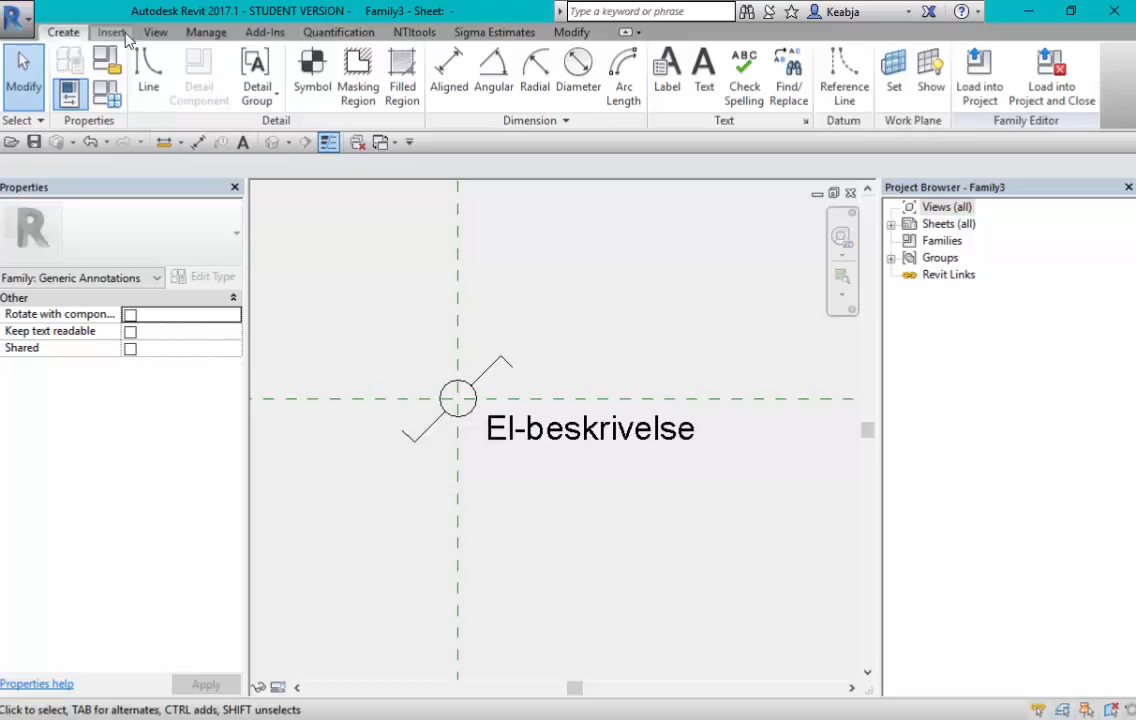 Autodesk Revit 2017.1 - STUDENT VERSION - Family3 - Sheet: -
Type a keyword or phrase
Keabja
Create Insert View Manage Add-Ins Quantification NTItools Sigma Estimates Modify
Modify
Line
Detail Component
Detail Group
Symbol
Masking Region
Filled Region
Aligned
Angular
Radial
Diameter
Arc Length
Label
Text
ABC
Check Spelling
Find/ Replace
Reference Line
Set
Show
Load into Project
Load into Project and Close
Select
Properties
Detail
Dimension
Text
Datum
Work Plane
Family Editor
Properties
R
Family: Generic Annotations
Edit Type
Other
Rotate with compon...
Keep text readable
Shared
Properties help
Apply
El-beskrivelse
Project Browser - Family3
Views (all)
Sheets (all)
Families
Groups
Revit Links
Click to select, TAB for alternates, CTRL adds, SHIFT unselects